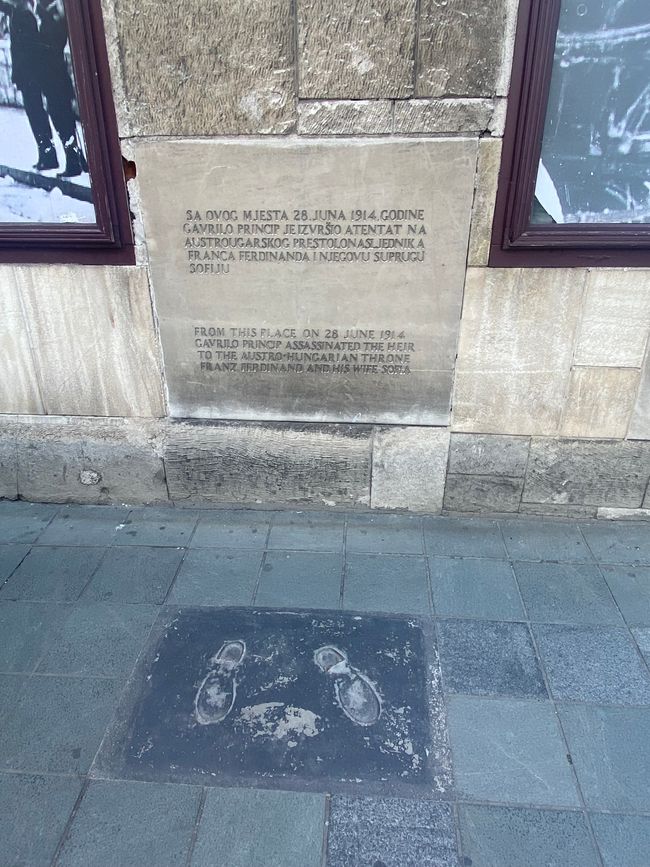 SA OVOG MJESTA 28. JUNA 1914. GODINE
GAVRILO PRINCIP JE IZVRŠIO ATENTAT NA
AUSTROUGARSKOG PRESTOLONASLJEDNIKA
FRANCA FERDINANDA I NJEGOVU SUPRUGU
SOFIJU
FROM THIS PLACE ON 28 JUNE 1914
GAVRILO PRINCIP ASSASSINATED THE HEIR
TO THE AUSTRO-HUNGARIAN THRONE
FRANZ FERDINAND AND HIS WIFE SOFIA